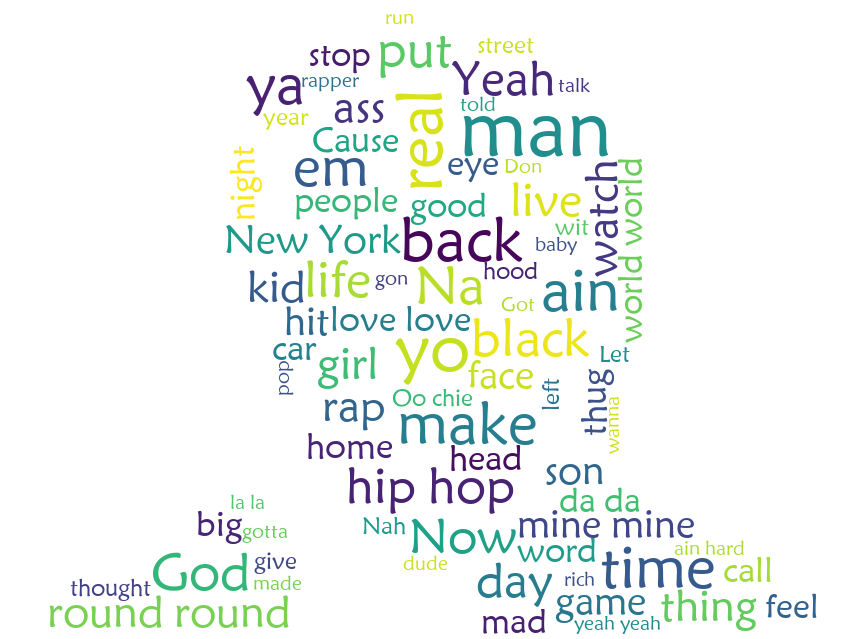 run
stop
put
street
ya
rapper
Yeah
talk
year
ass
real
told
man
Cause
night
em
eye
Don
watch
world world
people
good
live
New York
back
wit
baby
kid
life
gon
Na
hood
ain
Got
hit
love love
car
girl
yo
black
Let
pop
face
rap
Oo chie
left
thug
wanna
make
home
head
hip hop
son
la la
da da
big
gotta
Nah
Now
mine mine
word
ain hard
God
give
dude
time
call
thought
made
day
rich
round round
game
thing
feel
mad
yeah yeah